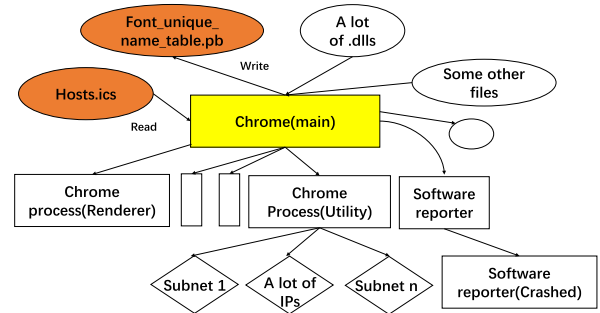 Font_unique_
name_table.pb
A lot
of .dlls
Write
Some other
files
Hosts.ics
Read
Chrome(main)
Chrome
process(Renderer)
Chrome
Process(Utility)
Software
reporter
Subnet 1
A lot of
IPs
Subnet n
Software
reporter(Crashed)